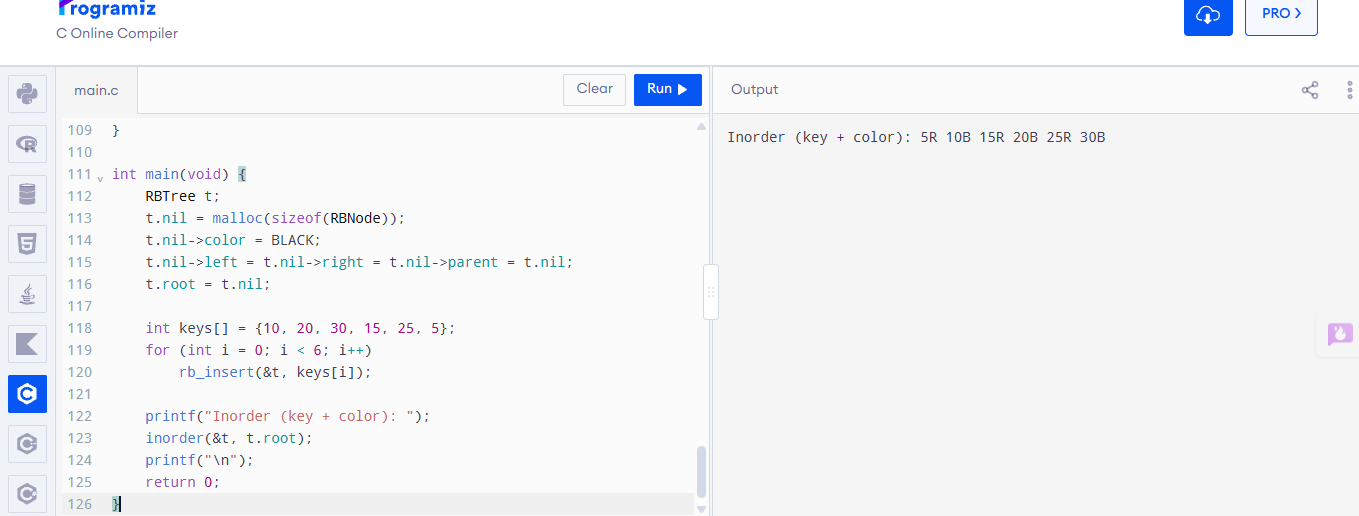 Programiz
C Online Compiler
PRO
main.c
Clear
Run
Output
109 }
110
111 int main(void) {
112     RBTree t;
113     t.nil = malloc(sizeof(RBNode));
114     t.nil->color = BLACK;
115     t.nil->left = t.nil->right = t.nil->parent = t.nil;
116     t.root = t.nil;
117
118     int keys[] = {10, 20, 30, 15, 25, 5};
119     for (int i = 0; i < 6; i++)
120         rb_insert(&t, keys[i]);
121
122     printf("Inorder (key + color): ");
123     inorder(&t, t.root);
124     printf("\n");
125     return 0;
126 }
Inorder (key + color): 5R 10B 15R 20B 25R 30B